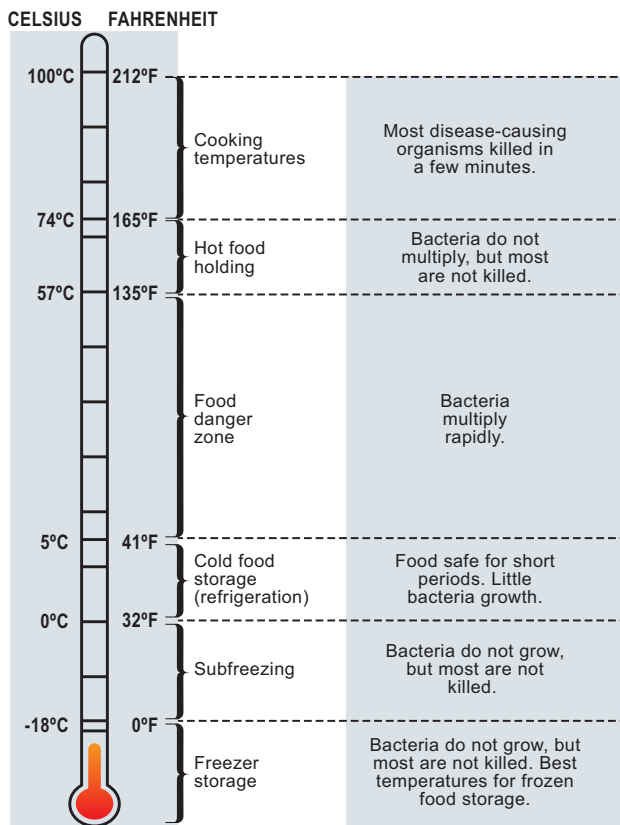 CELSIUS FAHRENHEIT
100ºC 212ºF
Cooking
temperatures
Most disease-causing
organisms killed in
a few minutes.
74ºC 165ºF
Hot food
holding
Bacteria do not
multiply, but most
are not killed.
57ºC 135ºF
Food
danger
zone
Bacteria
multiply
rapidly.
5ºC 41ºF
Cold food
storage
(refrigeration)
Food safe for short
periods. Little
bacteria growth.
0ºC 32ºF
Subfreezing
Bacteria do not grow,
but most are not
killed.
-18ºC 0ºF
Freezer
storage
Bacteria do not grow, but
most are not killed. Best
temperatures for frozen
food storage.